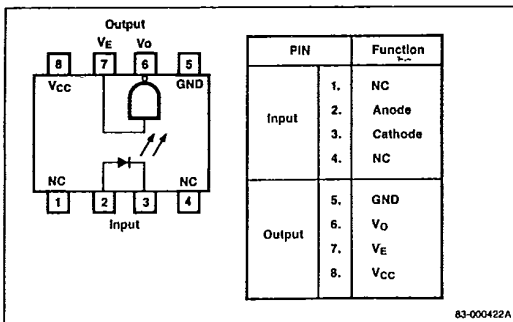 Output
VE VO
8 7 6 5
VCC GND
NC NC
1 2 3 4
Input
PIN Function
Input
1. NC
2. Anode
3. Cathode
4. NC
Output
5. GND
6. VO
7. VE
8. VCC
83-000422A